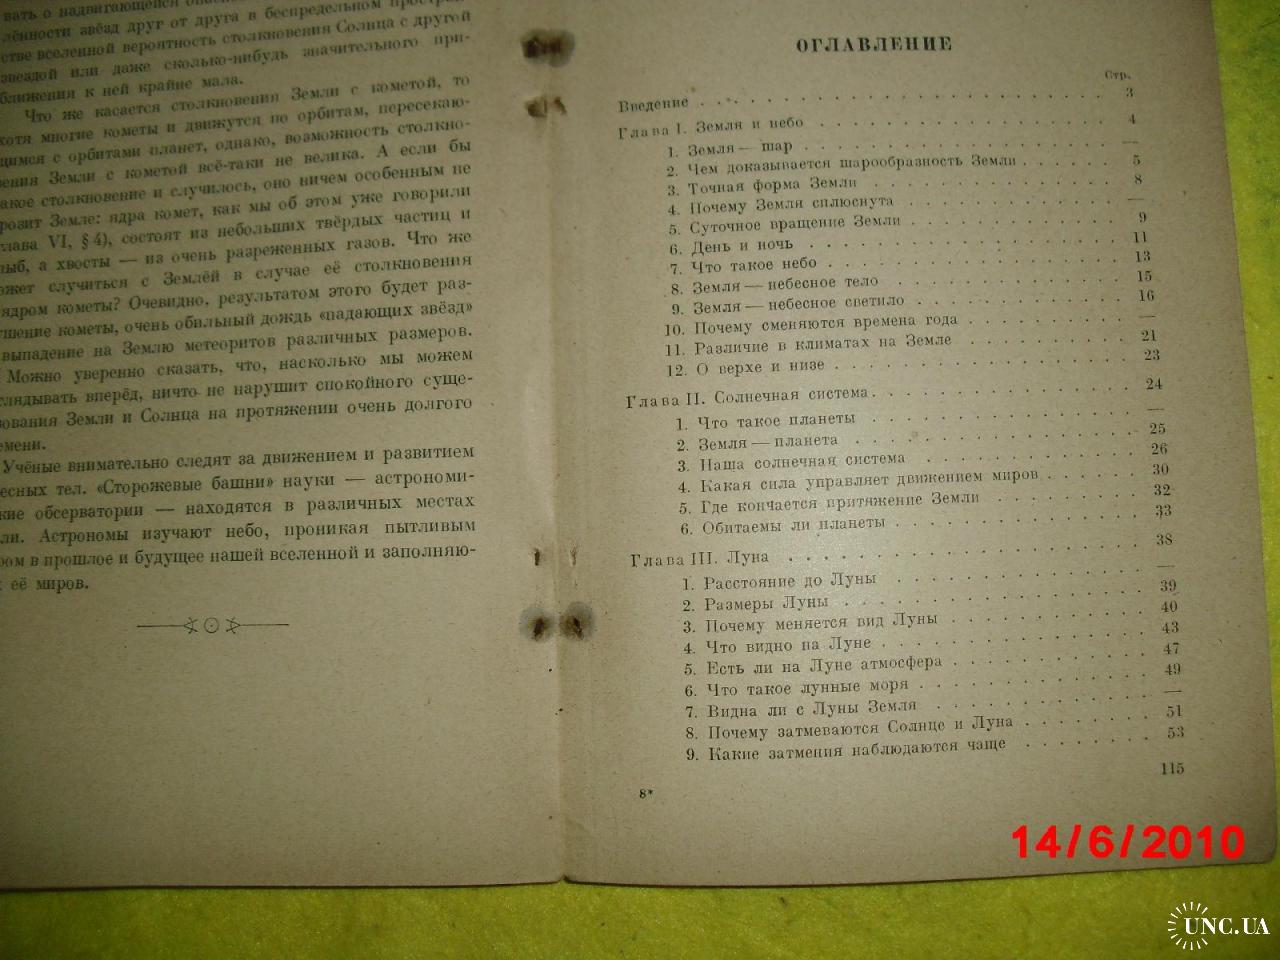 вать о надвигающейся
лённости звёзд друг от друга в беспредельном простран-
стве вселенной вероятность столкновения Солнца с другой
звездой или даже сколько-нибудь значительного при-
ближения к ней крайне мала.
Что же касается столкновения Земли с кометой, то
хотя многие кометы и движутся по орбитам, пересекаю-
щимся с орбитами планет, однако, возможность столкно-
вения Земли с кометой всё-таки не велика. А если бы
такое столкновение и случилось, оно ничем особенным не
грозит Земле: ядра комет, как мы об этом уже говорили
глава VI, § 4), состоят из небольших твёрдых частиц и
лыб, а хвосты — из очень разреженных газов. Что же
ожет случиться с Землёй в случае её столкновения
ядром кометы? Очевидно, результатом этого будет раз-
ушение кометы, очень обильный дождь «падающих звёзд»
выпадение на Землю метеоритов различных размеров.
Можно уверенно сказать, что, насколько мы можем
глядывать вперёд, ничто не нарушит спокойного суще-
вования Земли и Солнца на протяжении очень долгого
емени.
Учёные внимательно следят за движением и развитием
есных тел. «Сторожевые башни» науки — астрономи-
кие обсерватории — находятся в различных местах
ли. Астрономы изучают небо, проникая пытливым
ром в прошлое и будущее нашей вселенной и заполняю-
х её миров.
ОГЛАВЛЕНИЕ
Стр.
Введение . . . . . . . . . . . . . . . . 3
Глава I. Земля и небо . . . . . . . . . . . . . 4
1. Земля — шар . . . . . . . . . . . . . —
2. Чем доказывается шарообразность Земли . . . . . . 5
3. Точная форма Земли . . . . . . . . . . . 8
4. Почему Земля сплюснута . . . . . . . . . . —
5. Суточное вращение Земли . . . . . . . . . . 9
6. День и ночь . . . . . . . . . . . . . 11
7. Что такое небо . . . . . . . . . . . . 13
8. Земля — небесное тело . . . . . . . . . . 15
9. Земля — небесное светило . . . . . . . . . 16
10. Почему сменяются времена года . . . . . . . . —
11. Различие в климатах на Земле . . . . . . . . 21
12. О верхе и низе . . . . . . . . . . . . 23
Глава II. Солнечная система . . . . . . . . . . . 24
1. Что такое планеты . . . . . . . . . . . —
2. Земля — планета . . . . . . . . . . . . 25
3. Наша солнечная система . . . . . . . . . 26
4. Какая сила управляет движением миров . . . . . . 30
5. Где кончается притяжение Земли . . . . . . . 32
6. Обитаемы ли планеты . . . . . . . . . . 33
Глава III. Луна . . . . . . . . . . . . . . 38
1. Расстояние до Луны . . . . . . . . . . . —
2. Размеры Луны . . . . . . . . . . . . 39
3. Почему меняется вид Луны . . . . . . . . . 40
4. Что видно на Луне . . . . . . . . . . . 43
5. Есть ли на Луне атмосфера . . . . . . . . . 47
6. Что такое лунные моря . . . . . . . . . . 49
7. Видна ли с Луны Земля . . . . . . . . . . —
8. Почему затмеваются Солнце и Луна . . . . . . . 51
9. Какие затмения наблюдаются чаще . . . . . . . 53
8*
115
14/6/2010
UNC.UA